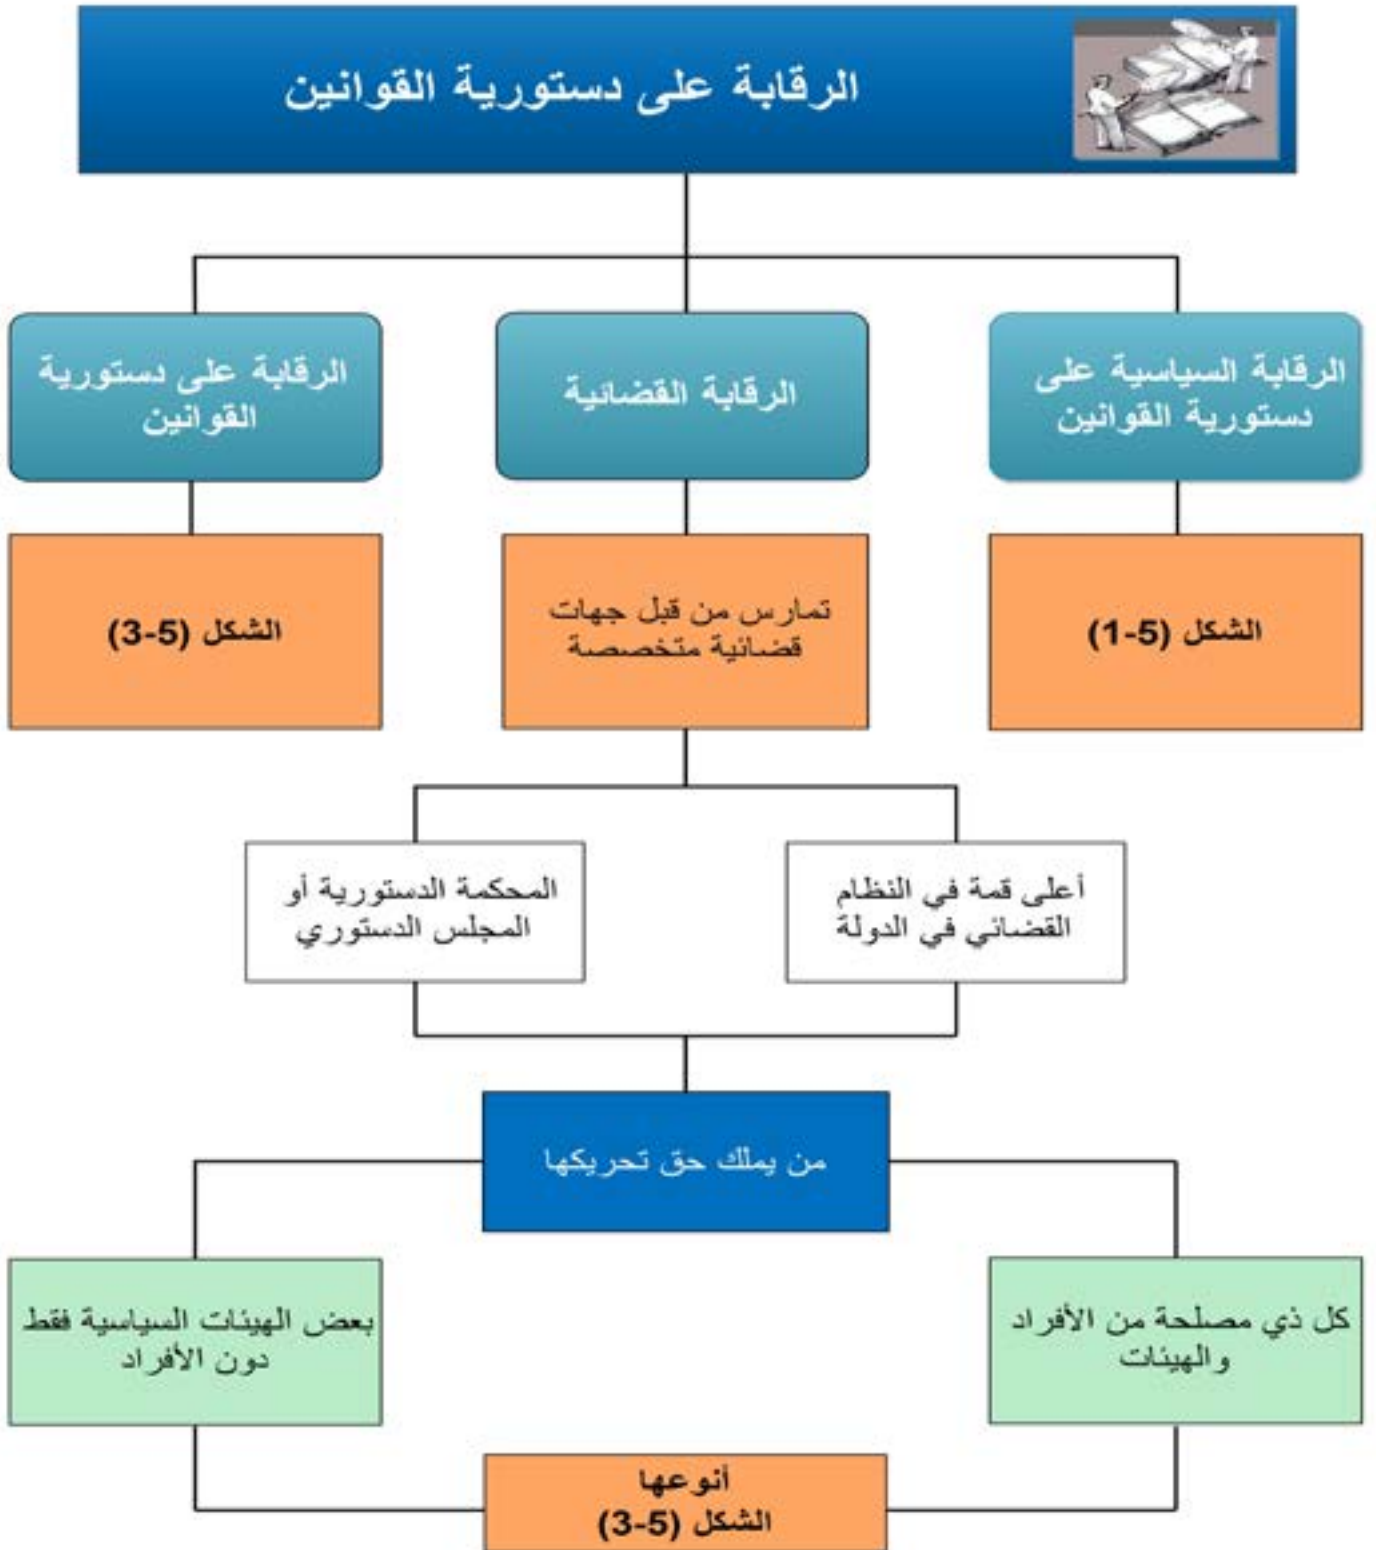 الرقابة على دستورية القوانين
الرقابة السياسية على
دستورية القوانين
الرقابة القضائية
الرقابة على دستورية
القوانين
الشكل (5-1)
تمارس من قبل جهات
قضائية متخصصة
الشكل (5-3)
أعلى قمة في النظام
القضائي في الدولة
المحكمة الدستورية أو
المجلس الدستوري
من يملك حق تحريكها
كل ذي مصلحة من الأفراد
والهيئات
بعض الهيئات السياسية فقط
دون الأفراد
أنوعها
الشكل (5-3)